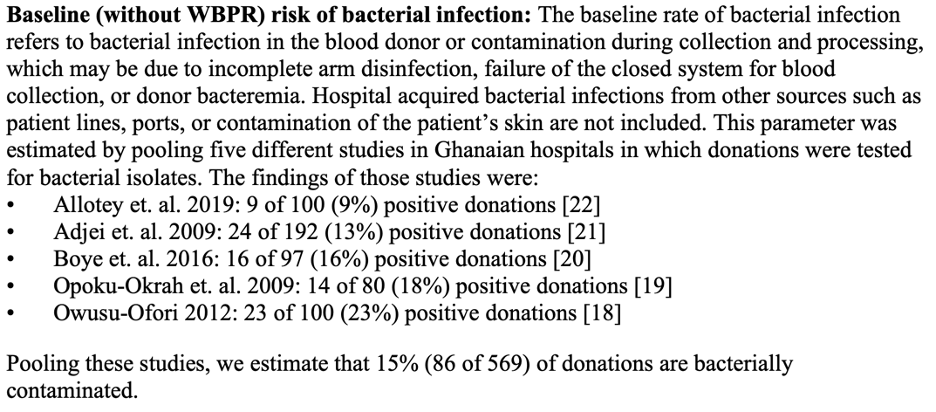 Baseline (without WBPR) risk of bacterial infection: The baseline rate of bacterial infection
refers to bacterial infection in the blood donor or contamination during collection and processing,
which may be due to incomplete arm disinfection, failure of the closed system for blood
collection, or donor bacteremia. Hospital acquired bacterial infections from other sources such as
patient lines, ports, or contamination of the patient's skin are not included. This parameter was
estimated by pooling five different studies in Ghanaian hospitals in which donations were tested
for bacterial isolates. The findings of those studies were:
• Allotey et. al. 2019: 9 of 100 (9%) positive donations [22]
• Adjei et. al. 2009: 24 of 192 (13%) positive donations [21]
• Boye et. al. 2016: 16 of 97 (16%) positive donations [20]
• Opoku-Okrah et. al. 2009: 14 of 80 (18%) positive donations [19]
• Owusu-Ofori 2012: 23 of 100 (23%) positive donations [18]
Pooling these studies, we estimate that 15% (86 of 569) of donations are bacterially
contaminated.